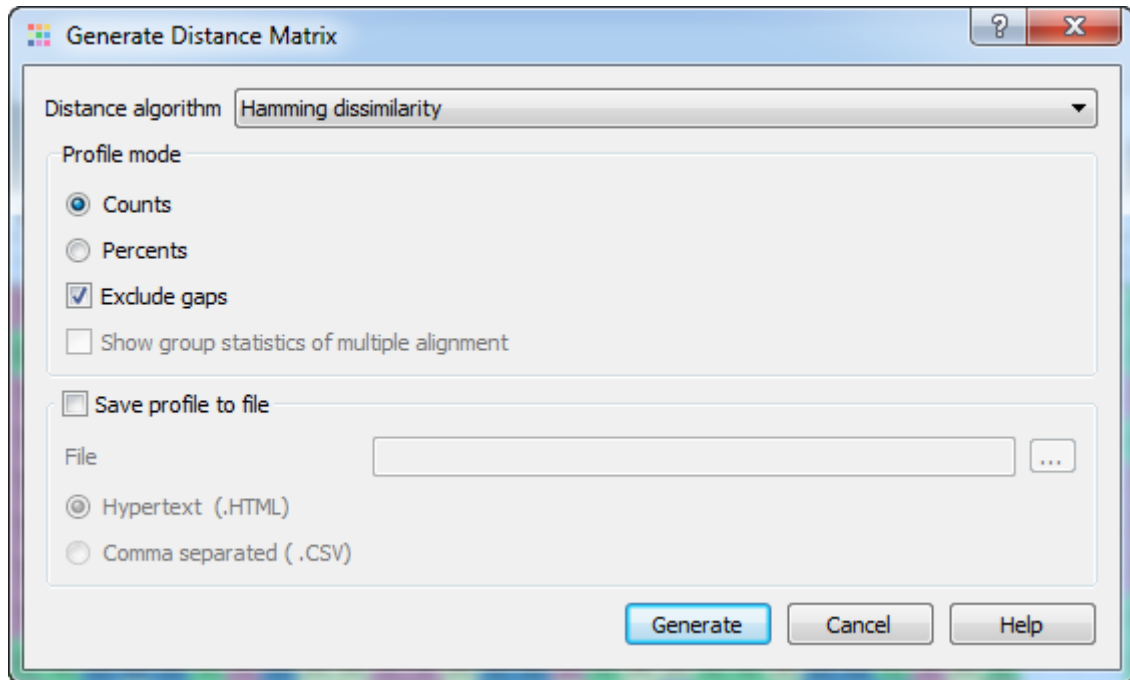 Generate Distance Matrix
Distance algorithm Hamming dissimilarity
Profile mode
Counts
Percents
Exclude gaps
Show group statistics of multiple alignment
Save profile to file
File ...
Hypertext (.HTML)
Comma separated ( .CSV)
Generate Cancel Help